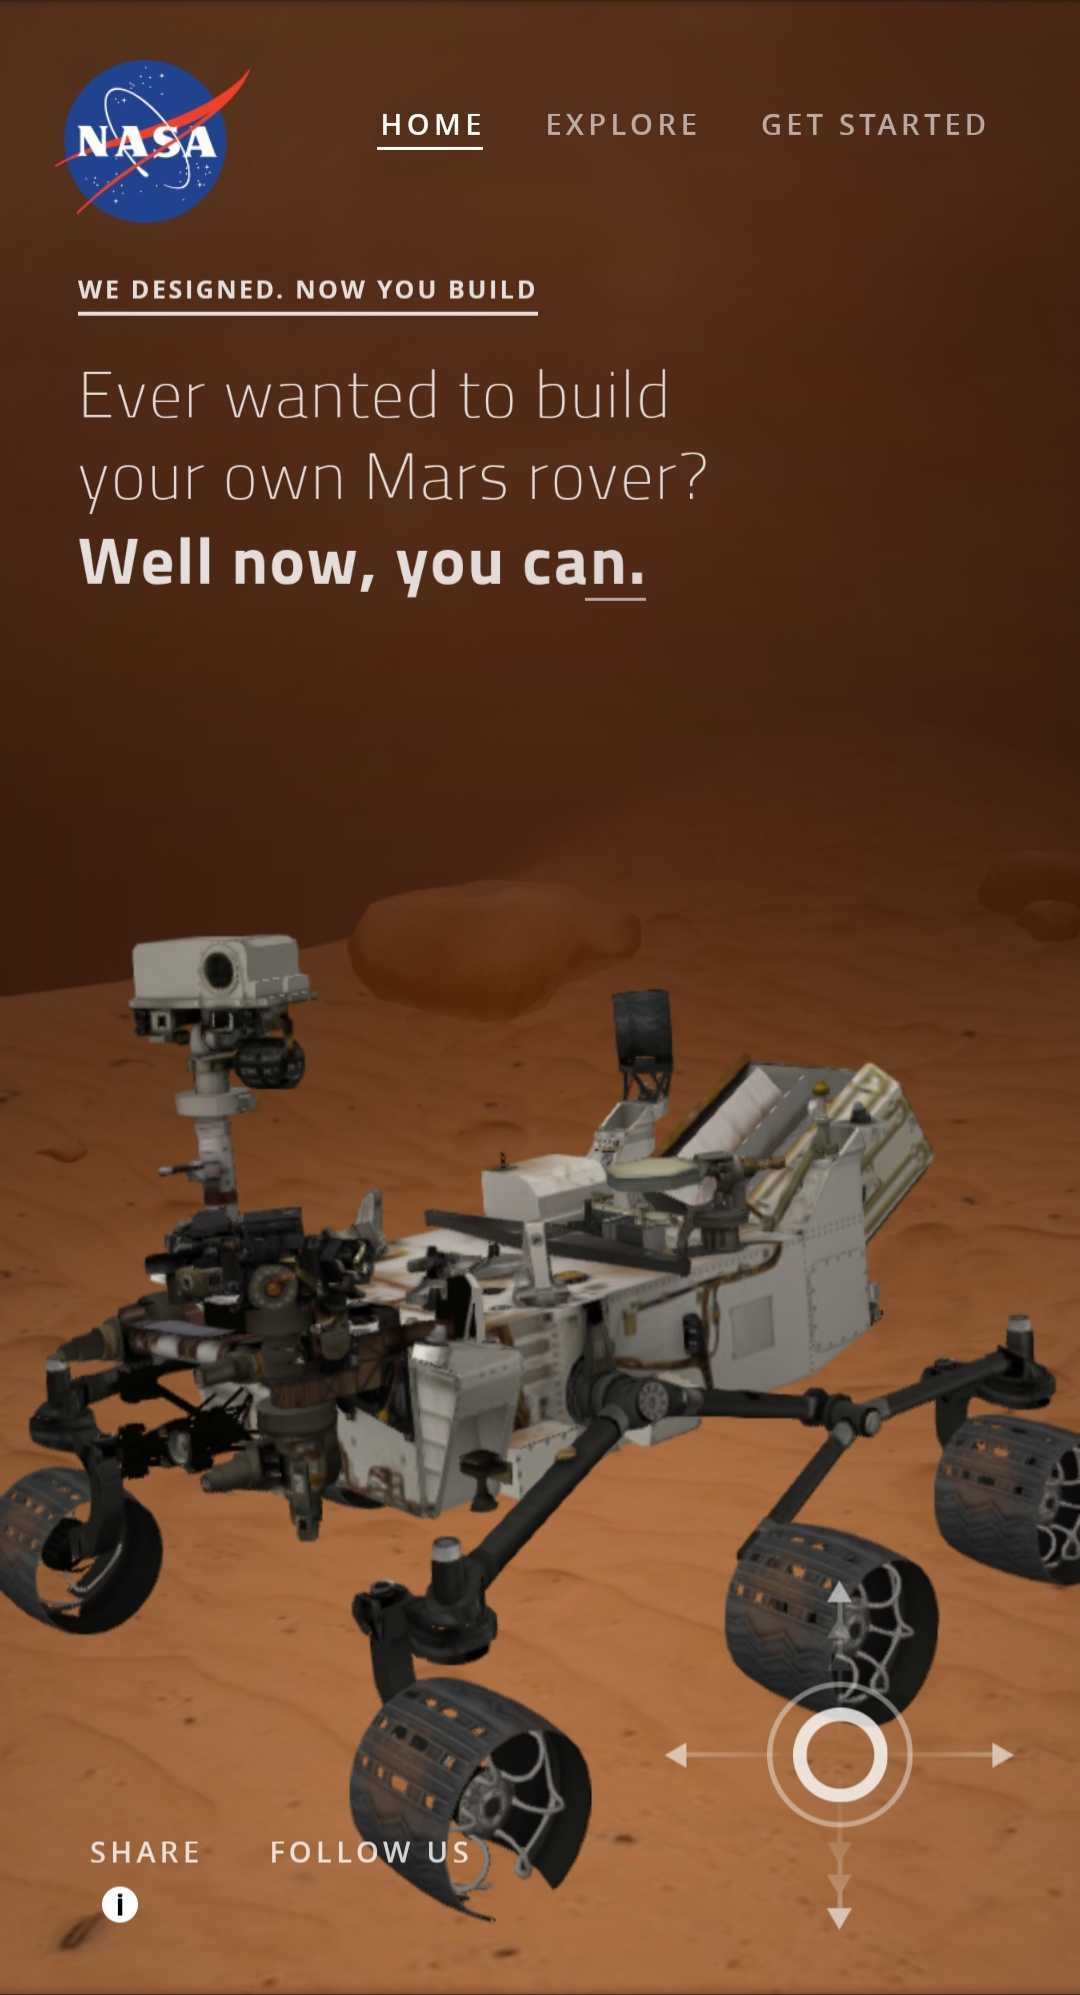 NASA
HOME EXPLORE GET STARTED
WE DESIGNED. NOW YOU BUILD
Ever wanted to build
your own Mars rover?
Well now, you can.
SHARE FOLLOW US
i